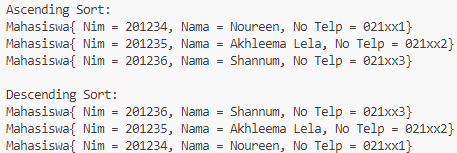 Ascending Sort:
Mahasiswa{ Nim = 201234, Nama = Noureen, No Telp = 021xx1}
Mahasiswa{ Nim = 201235, Nama = Akhleema Lela, No Telp = 021xx2}
Mahasiswa{ Nim = 201236, Nama = Shannum, No Telp = 021xx3}

Descending Sort:
Mahasiswa{ Nim = 201236, Nama = Shannum, No Telp = 021xx3}
Mahasiswa{ Nim = 201235, Nama = Akhleema Lela, No Telp = 021xx2}
Mahasiswa{ Nim = 201234, Nama = Noureen, No Telp = 021xx1}